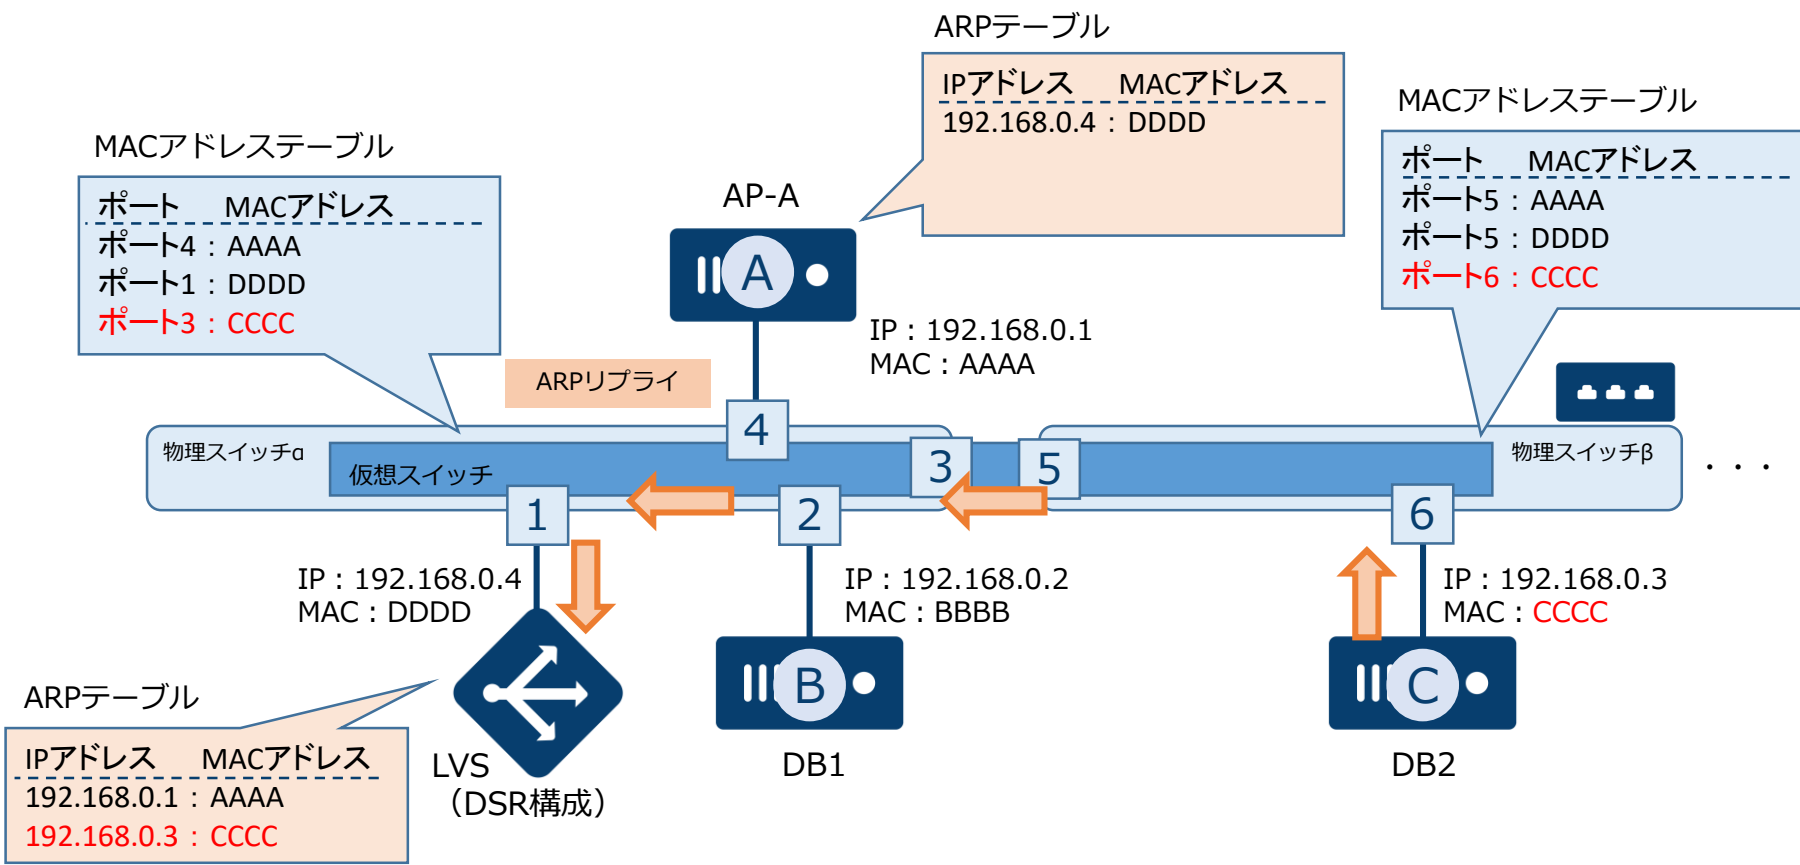 ARPテーブル
IPアドレス MACアドレス
192.168.0.4：DDDD
MACアドレステーブル
ポート MACアドレス
ポート4：AAAA
ポート1：DDDD
ポート3：CCCC
MACアドレステーブル
ポート MACアドレス
ポート5：AAAA
ポート5：DDDD
ポート6：CCCC
AP-A
A
IP：192.168.0.1
MAC：AAAA
ARPリプライ
物理スイッチα
仮想スイッチ
4
3
5
物理スイッチβ
・・・
1
2
6
IP：192.168.0.4
MAC：DDDD
IP：192.168.0.2
MAC：BBBB
IP：192.168.0.3
MAC：CCCC
B
C
ARPテーブル
IPアドレス MACアドレス
192.168.0.1：AAAA
192.168.0.3：CCCC
LVS
（DSR構成）
DB1
DB2